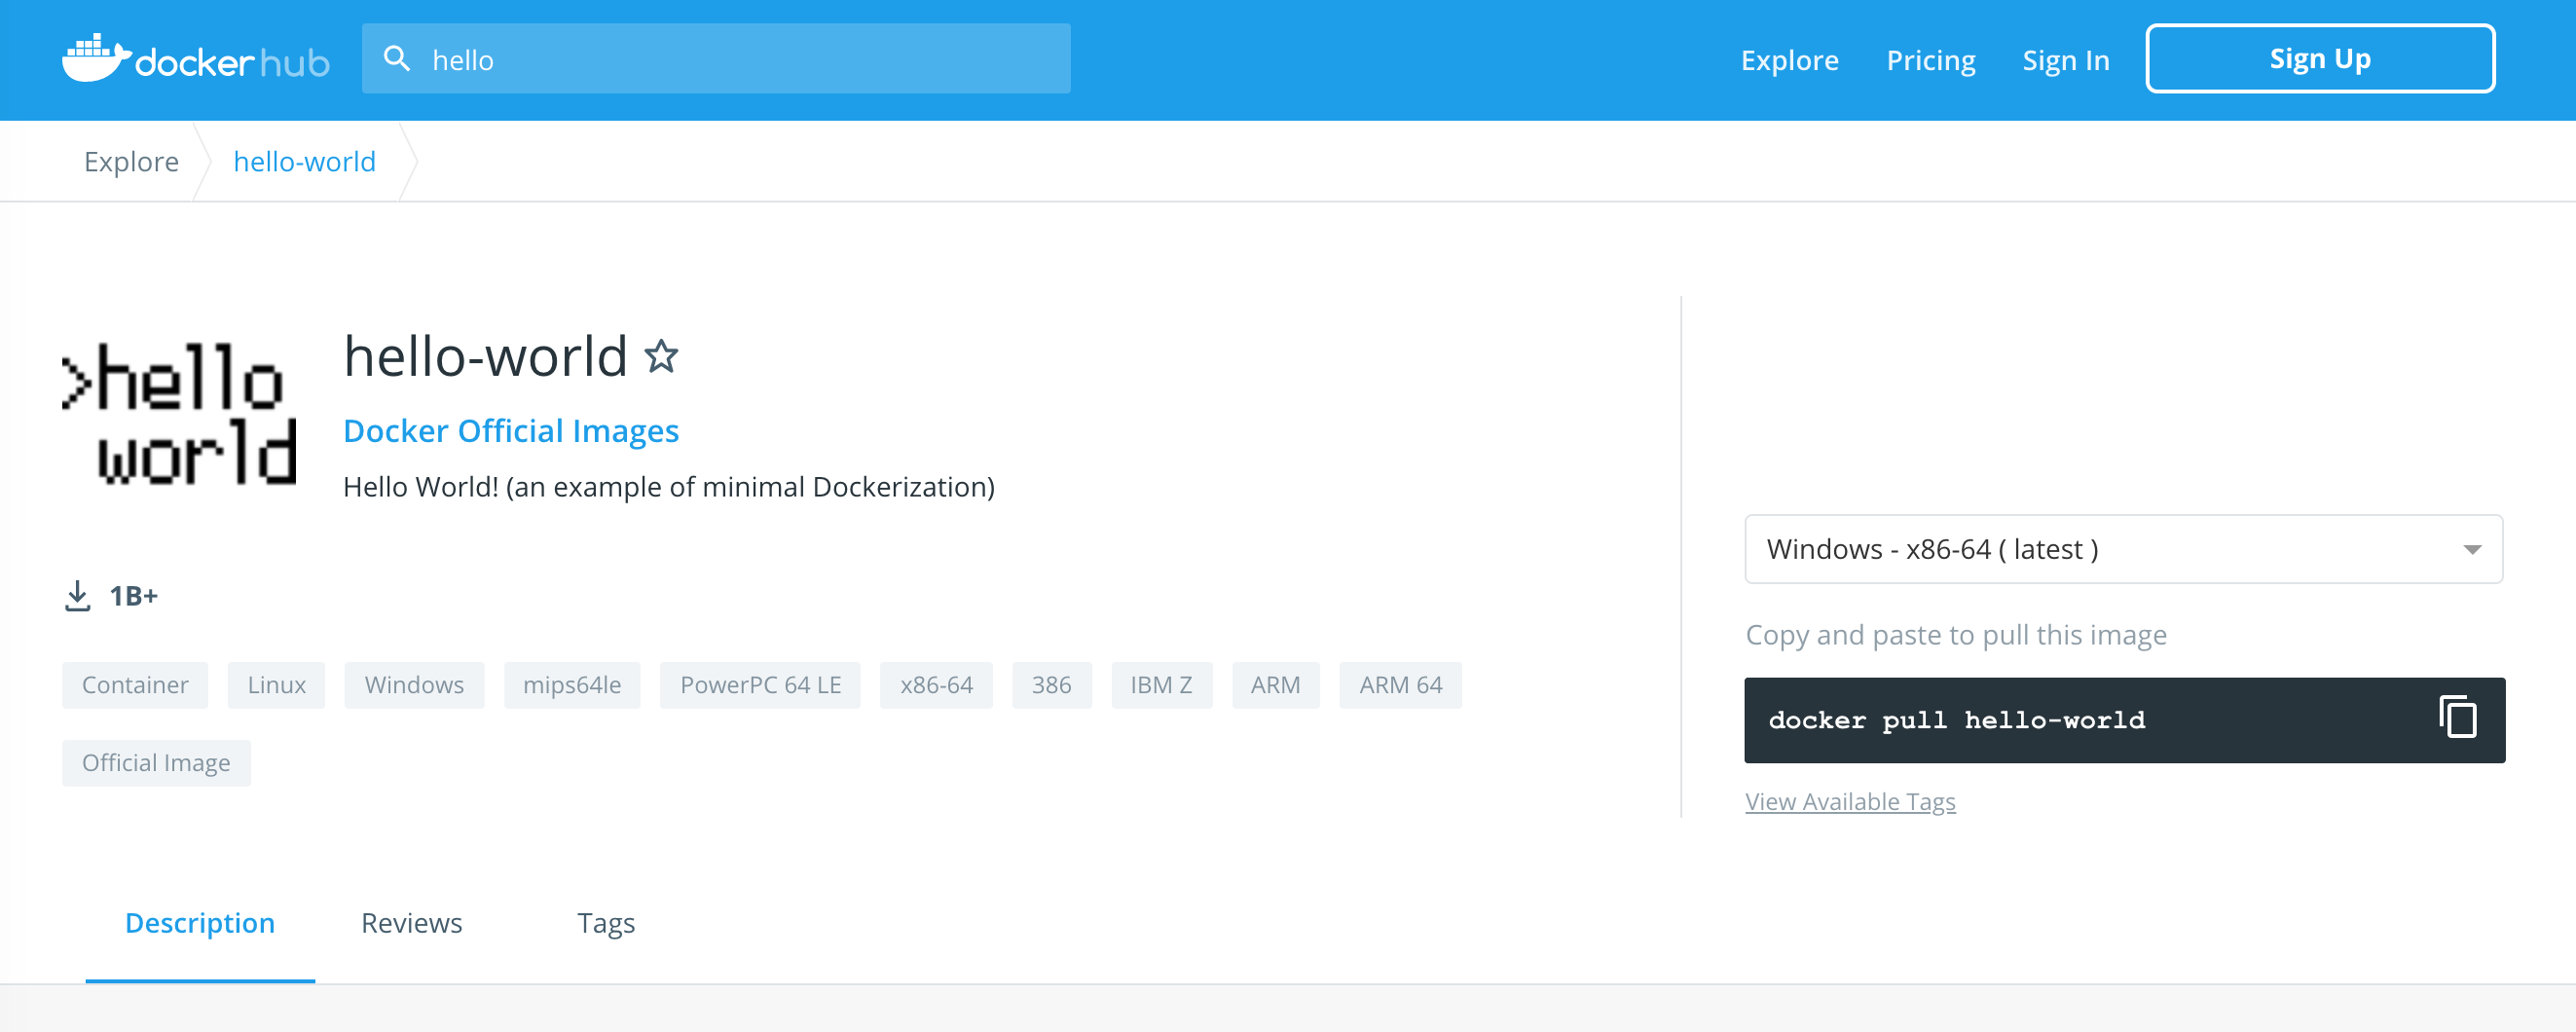 docker hub
hello
Explore Pricing Sign In Sign Up
Explore hello-world
>hello
world
hello-world
Docker Official Images
Hello World! (an example of minimal Dockerization)
1B+
Container Linux Windows mips64le PowerPC 64 LE x86-64 386 IBM Z ARM ARM 64
Official Image
Windows - x86-64 ( latest )
Copy and paste to pull this image
docker pull hello-world
View Available Tags
Description Reviews Tags